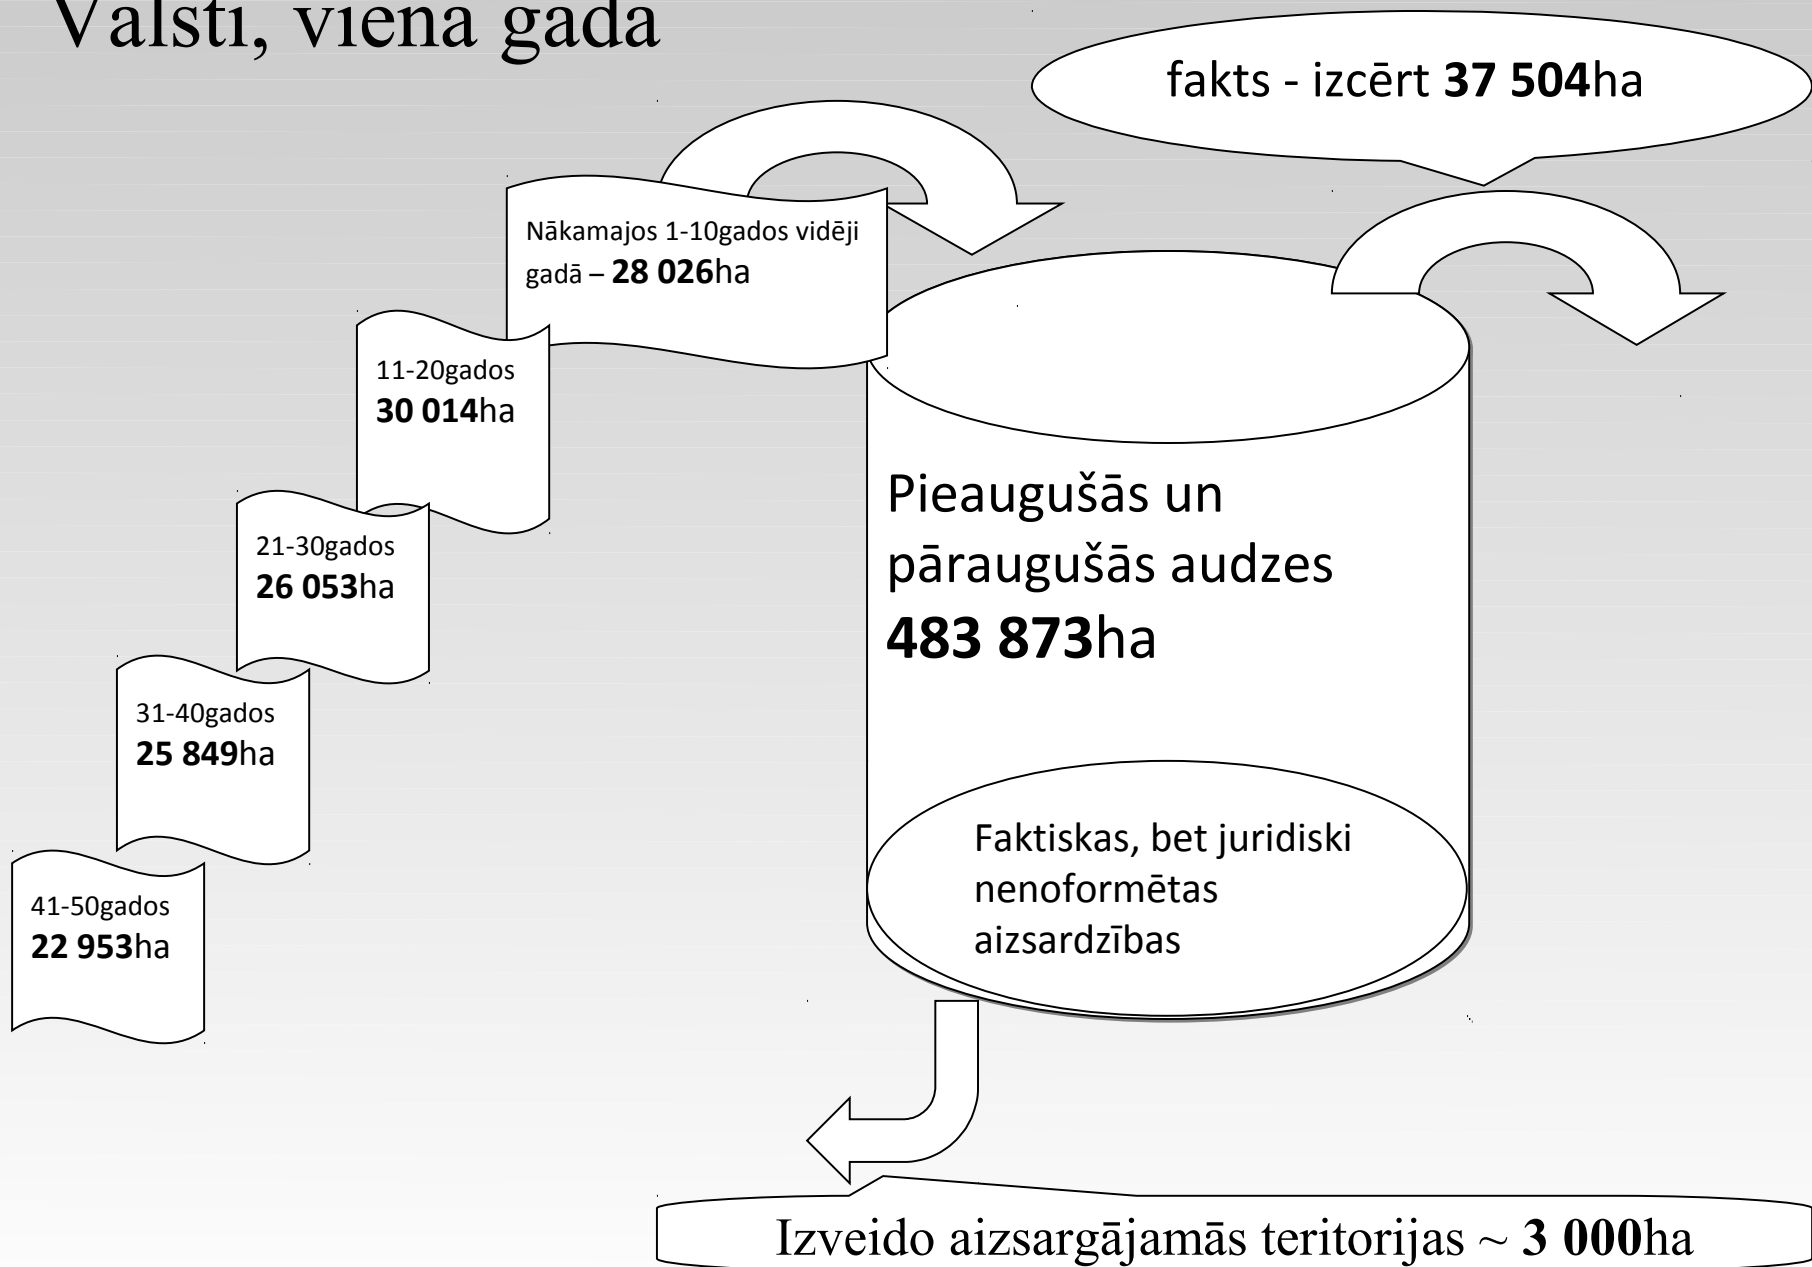 Valstī, viena gada
fakts - izcērt 37 504ha
Nākamajos 1-10gados vidēji
gadā – 28 026ha
11-20gados
30 014ha
21-30gados
26 053ha
31-40gados
25 849ha
41-50gados
22 953ha
Pieaugušās un
pāraugušās audzes
483 873ha
Faktiskas, bet juridiski
nenoformētas
aizsardzības
Izveido aizsargājamās teritorijas ~ 3 000ha